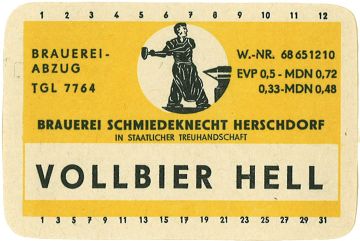 1 2 3 4 5 6 7 8 9 10 11 12
BRAUEREI-
ABZUG
TGL 7764
W.-NR. 68651210
EVP 0,5 - MDN 0,72
0,33-MDN 0,48
BRAUEREI SCHMIEDEKNECHT HERSCHDORF
IN STAATLICHER TREUHANDSCHAFT
VOLLBIER HELL
1 3 5 7 9 11 13 15 17 19 21 23 25 27 29 31